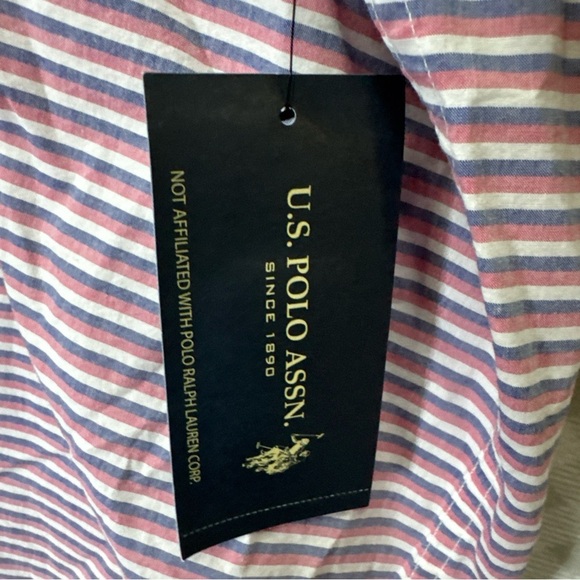 U.S. POLO ASSN.
SINCE 1890
NOT AFFILIATED WITH POLO RALPH LAUREN CORP.